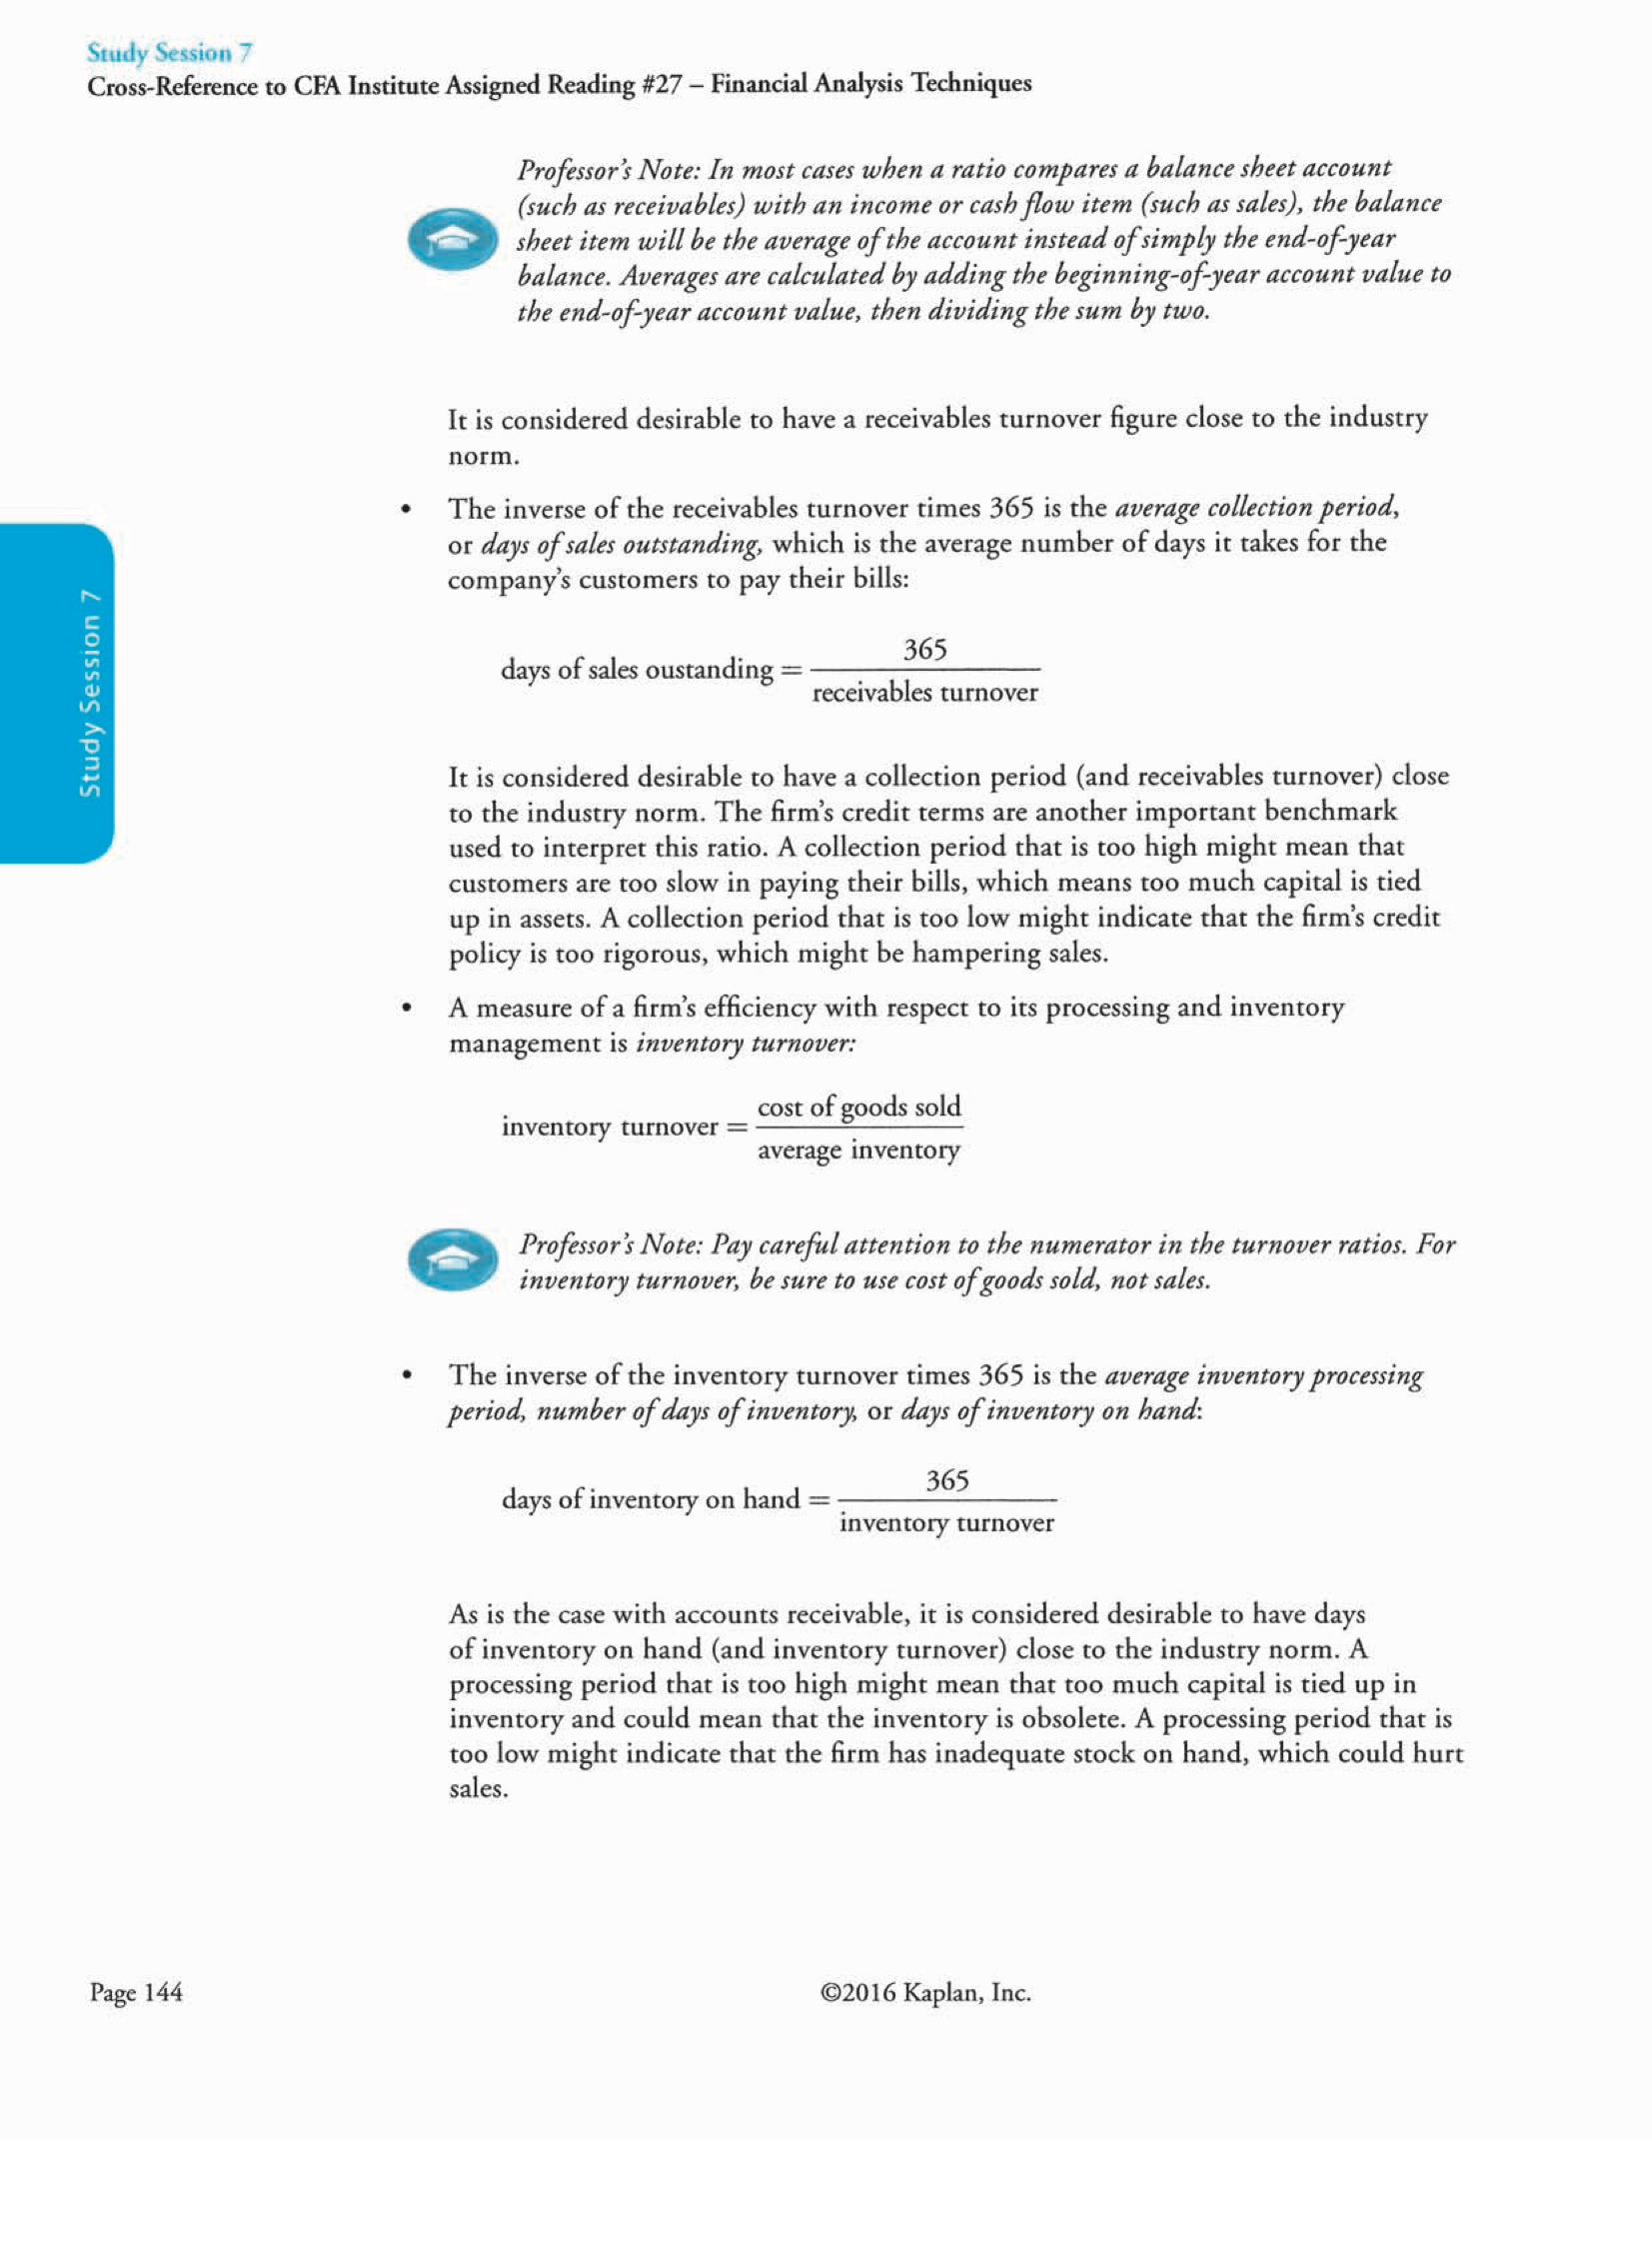 Study Session 7
Cross-Reference to CFA Institute Assigned Reading #27 – Financial Analysis Techniques
Professor's Note: In most cases when a ratio compares a balance sheet account
(such as receivables) with an income or cash flow item (such as sales), the balance
sheet item will be the average of the account instead of simply the end-of-year
balance. Averages are calculated by adding the beginning-of-year account value to
the end-of-year account value, then dividing the sum by two.
It is considered desirable to have a receivables turnover figure close to the industry
norm.
• The inverse of the receivables turnover times 365 is the average collection period,
or days of sales outstanding, which is the average number of days it takes for the
company's customers to pay their bills:
365
days of sales oustanding =
receivables turnover
Study Session 7
It is considered desirable to have a collection period (and receivables turnover) close
to the industry norm. The firm's credit terms are another important benchmark
used to interpret this ratio. A collection period that is too high might mean that
customers are too slow in paying their bills, which means too much capital is tied
up in assets. A collection period that is too low might indicate that the firm's credit
policy is too rigorous, which might be hampering sales.
• A measure of a firm's efficiency with respect to its processing and inventory
management is inventory turnover:
cost of goods sold
inventory turnover =
average inventory
Professor's Note: Pay careful attention to the numerator in the turnover ratios. For
inventory turnover, be sure to use cost of goods sold, not sales.
• The inverse of the inventory turnover times 365 is the average inventory processing
period, number of days of inventory, or days of inventory on hand:
365
days of inventory on hand =
inventory turnover
As is the case with accounts receivable, it is considered desirable to have days
of inventory on hand (and inventory turnover) close to the industry norm. A
processing period that is too high might mean that too much capital is tied up in
inventory and could mean that the inventory is obsolete. A processing period that is
too low might indicate that the firm has inadequate stock on hand, which could hurt
sales.
Page 144
©2016 Kaplan, Inc.